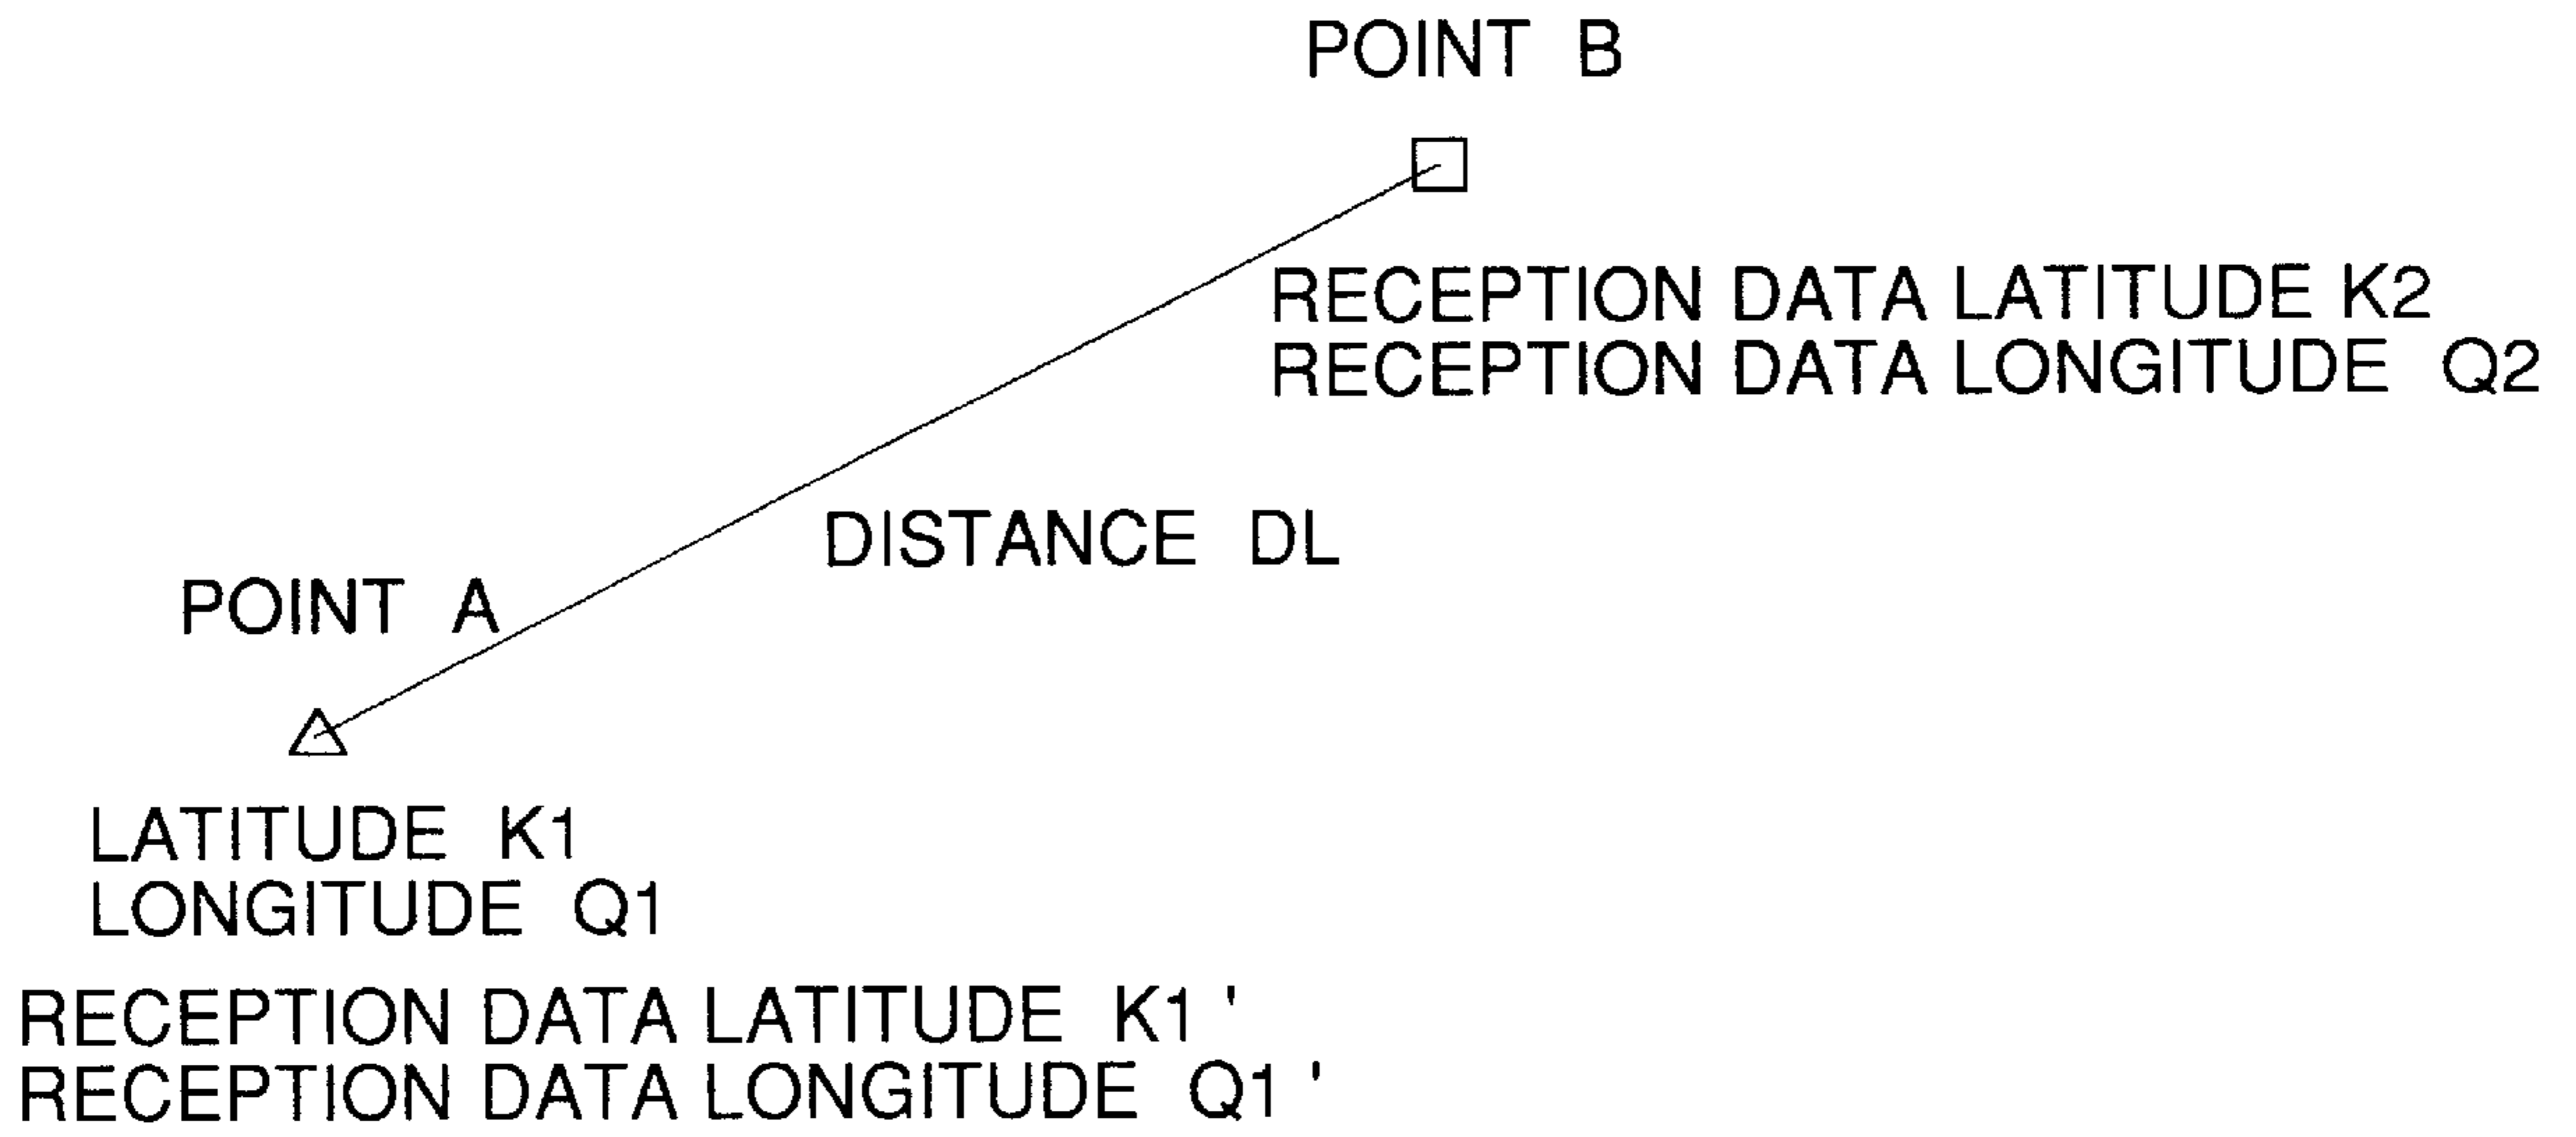 POINT B
RECEPTION DATA LATITUDE K2
RECEPTION DATA LONGITUDE Q2
DISTANCE DL
POINT A
LATITUDE K1
LONGITUDE Q1
RECEPTION DATA LATITUDE K1'
RECEPTION DATA LONGITUDE Q1'